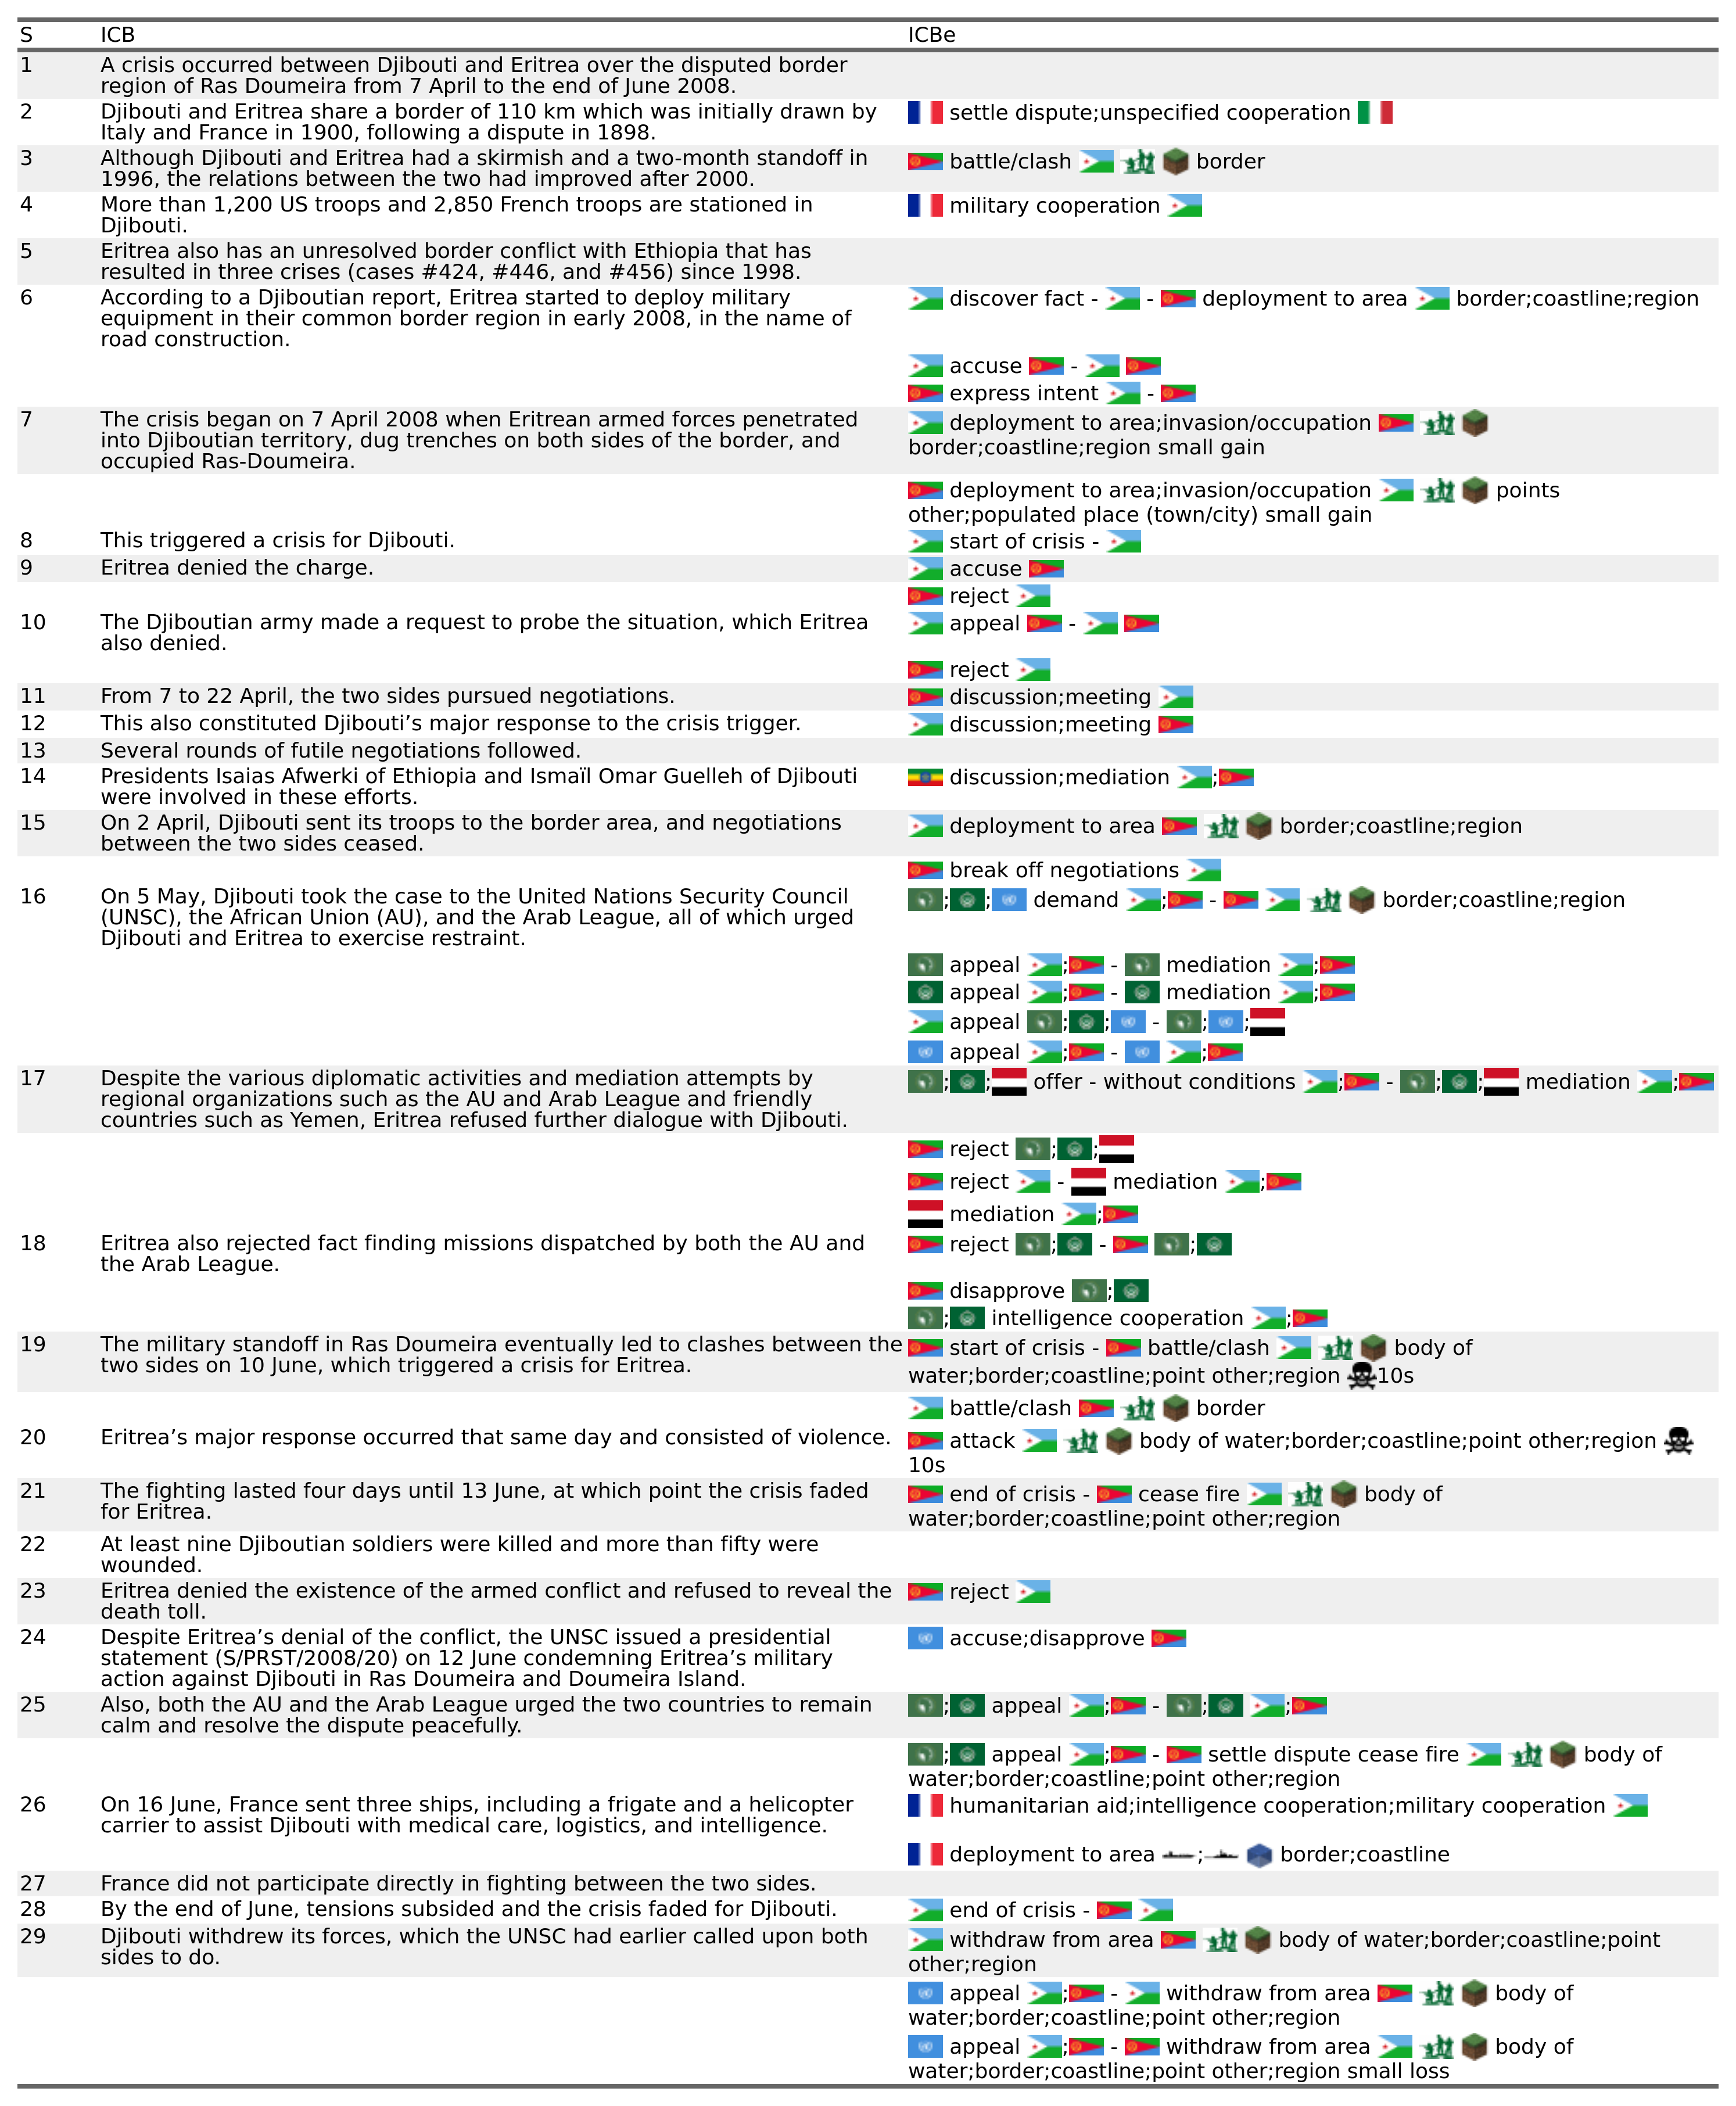 S ICB ICBe
1 A crisis occurred between Djibouti and Eritrea over the disputed border
region of Ras Doumeira from 7 April to the end of June 2008.
2 Djibouti and Eritrea share a border of 110 km which was initially drawn by settle dispute;unspecified cooperation
Italy and France in 1900, following a dispute in 1898.
3 Although Djibouti and Eritrea had a skirmish and a two-month standoff in battle/clash border
1996, the relations between the two had improved after 2000.
4 More than 1,200 US troops and 2,850 French troops are stationed in military cooperation
Djibouti.
5 Eritrea also has an unresolved border conflict with Ethiopia that has
resulted in three crises (cases #424, #446, and #456) since 1998.
6 According to a Djiboutian report, Eritrea started to deploy military discover fact - - deployment to area border;coastline;region
equipment in their common border region in early 2008, in the name of
road construction.
accuse -
express intent -
7 The crisis began on 7 April 2008 when Eritrean armed forces penetrated deployment to area;invasion/occupation
into Djiboutian territory, dug trenches on both sides of the border, and border;coastline;region small gain
occupied Ras-Doumeira.
deployment to area;invasion/occupation points
other;populated place (town/city) small gain
8 This triggered a crisis for Djibouti. start of crisis -
9 Eritrea denied the charge. accuse
reject
10 The Djiboutian army made a request to probe the situation, which Eritrea appeal -
also denied.
reject
11 From 7 to 22 April, the two sides pursued negotiations. discussion;meeting
12 This also constituted Djibouti’s major response to the crisis trigger. discussion;meeting
13 Several rounds of futile negotiations followed.
14 Presidents Isaias Afwerki of Ethiopia and Ismaïl Omar Guelleh of Djibouti discussion;mediation ;
were involved in these efforts.
15 On 2 April, Djibouti sent its troops to the border area, and negotiations deployment to area border;coastline;region
between the two sides ceased.
break off negotiations
16 On 5 May, Djibouti took the case to the United Nations Security Council ; ; demand ; - border;coastline;region
(UNSC), the African Union (AU), and the Arab League, all of which urged
Djibouti and Eritrea to exercise restraint.
appeal ; - mediation ;
appeal ; - mediation ;
appeal ; ; - ; ;
appeal ; - ;
17 Despite the various diplomatic activities and mediation attempts by ; ; offer - without conditions ; - ; ; mediation ;
regional organizations such as the AU and Arab League and friendly
countries such as Yemen, Eritrea refused further dialogue with Djibouti.
reject ; ;
reject - mediation ;
mediation ;
18 Eritrea also rejected fact finding missions dispatched by both the AU and reject ; - ;
the Arab League.
disapprove ;
; intelligence cooperation ;
19 The military standoff in Ras Doumeira eventually led to clashes between the start of crisis - battle/clash body of
two sides on 10 June, which triggered a crisis for Eritrea. water;border;coastline;point other;region 10s
battle/clash border
20 Eritrea’s major response occurred that same day and consisted of violence. attack body of water;border;coastline;point other;region
10s
21 The fighting lasted four days until 13 June, at which point the crisis faded end of crisis - cease fire body of
for Eritrea. water;border;coastline;point other;region
22 At least nine Djiboutian soldiers were killed and more than fifty were
wounded.
23 Eritrea denied the existence of the armed conflict and refused to reveal the reject
death toll.
24 Despite Eritrea’s denial of the conflict, the UNSC issued a presidential accuse;disapprove
statement (S/PRST/2008/20) on 12 June condemning Eritrea’s military
action against Djibouti in Ras Doumeira and Doumeira Island.
25 Also, both the AU and the Arab League urged the two countries to remain ; appeal ; - ; ;
calm and resolve the dispute peacefully.
; appeal ; - settle dispute cease fire body of
water;border;coastline;point other;region
26 On 16 June, France sent three ships, including a frigate and a helicopter humanitarian aid;intelligence cooperation;military cooperation
carrier to assist Djibouti with medical care, logistics, and intelligence.
deployment to area ; border;coastline
27 France did not participate directly in fighting between the two sides.
28 By the end of June, tensions subsided and the crisis faded for Djibouti. end of crisis -
29 Djibouti withdrew its forces, which the UNSC had earlier called upon both withdraw from area body of water;border;coastline;point
sides to do. other;region
appeal ; - withdraw from area body of
water;border;coastline;point other;region
appeal ; - withdraw from area body of
water;border;coastline;point other;region small loss